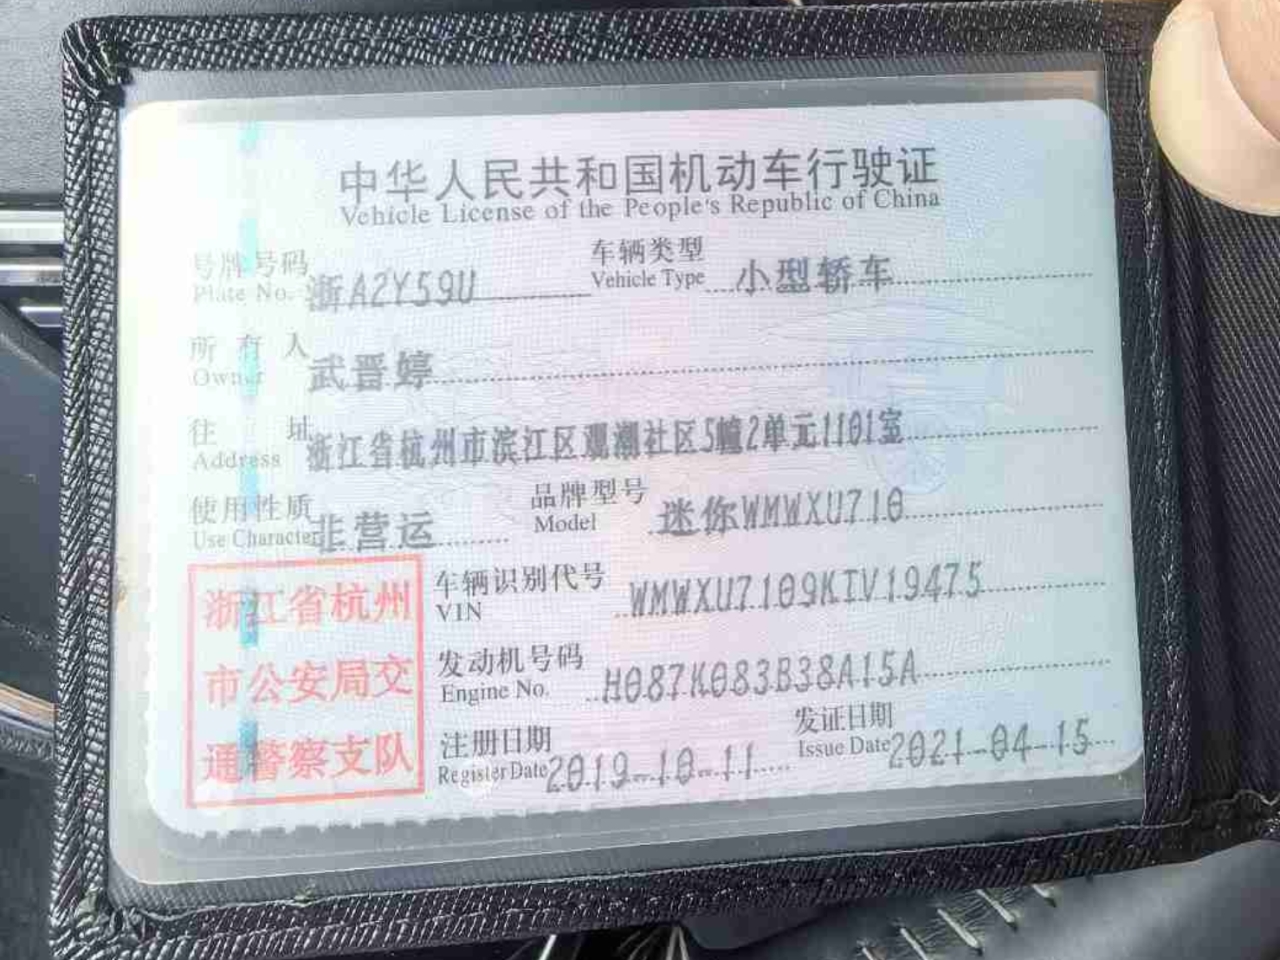 中华人民共和国机动车行驶证
Vehicle License of the People's Republic of China
号牌号码 浙A2Y59U 车辆类型 小型轿车
Plate No. Vehicle Type
所有人 武晋婷
Owner
住址 浙江省杭州市滨江区观潮社区5幢2单元1101室
Address
使用性质 非营运 品牌型号 迷你WMWXU710
Use Character Model
浙江省杭州
市公安局交
通警察支队
车辆识别代号 WMWXU7109KTV19475
VIN
发动机号码 H087K083B38A15A
Engine No.
注册日期 2019-10-11 发证日期 2021-04-15
Register Date Issue Date